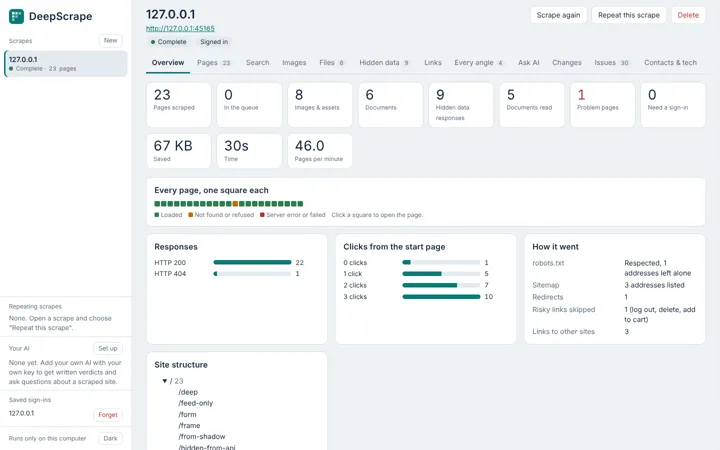 DeepScrape
Scrapes
New
127.0.0.1
Complete · 23 pages
Repeating scrapes
None. Open a scrape and choose
"Repeat this scrape".
Your AI
Set up
None yet. Add your own AI with your
own key to get written verdicts and
ask questions about a scraped site.
Saved sign-ins
127.0.0.1
Forget
Runs only on this computer
Dark
127.0.0.1
http://127.0.0.1:45165
Complete
Signed in
Scrape again
Repeat this scrape
Delete
Overview
Pages 23
Search
Images
Files 6
Hidden data 9
Links
Every angle 4
Ask AI
Changes
Issues 30
Contacts & tech
23
Pages scraped
0
In the queue
8
Images & assets
6
Documents
9
Hidden data
responses
5
Documents read
1
Problem pages
0
Need a sign-in
67 KB
Saved
30s
Time
46.0
Pages per minute
Every page, one square each
Loaded
Not found or refused
Server error or failed
Click a square to open the page.
Responses
HTTP 200 22
HTTP 404 1
Clicks from the start page
0 clicks 1
1 click 5
2 clicks 7
3 clicks 10
How it went
robots.txt Respected, 1
addresses left alone
Sitemap 3 addresses listed
Redirects 1
Risky links skipped 1 (log out, delete, add
to cart)
Links to other sites 3
Site structure
/ 23
/deep
/feed-only
/form
/frame
/from-shadow
/hidden-from-api